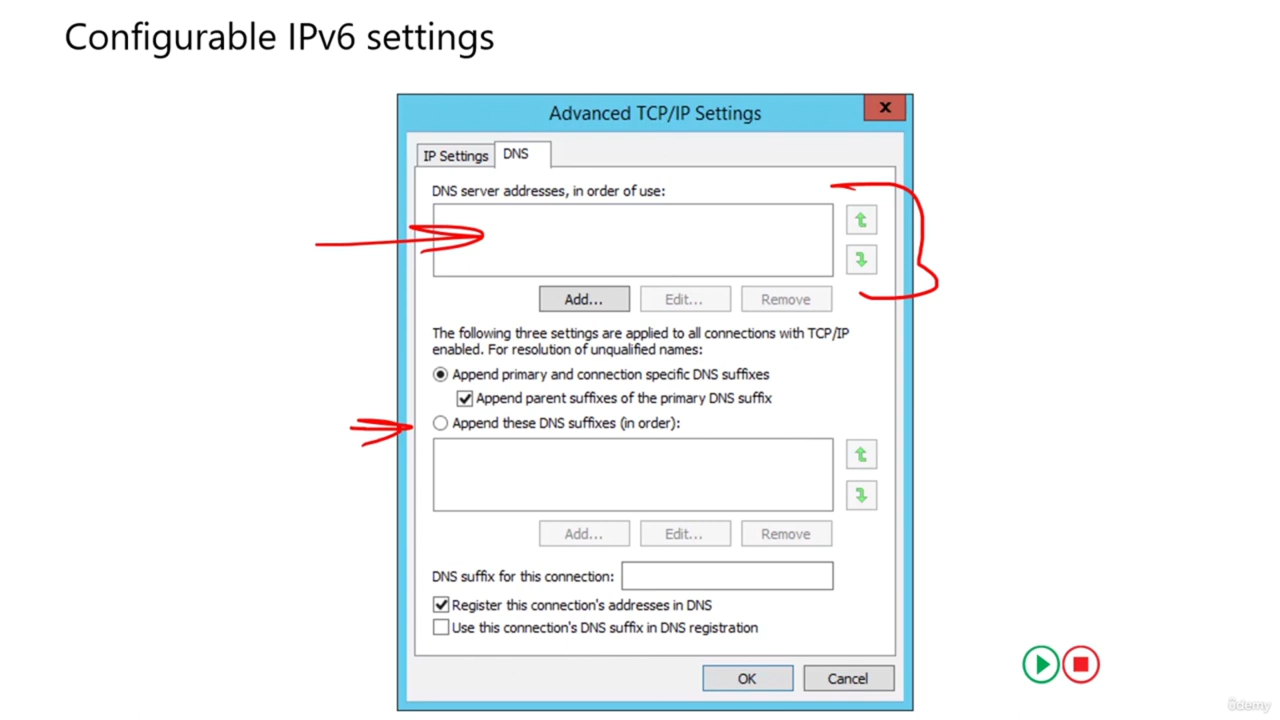 Configurable IPv6 settings
Advanced TCP/IP Settings
x
IP Settings
DNS
DNS server addresses, in order of use:
Add...
Edit...
Remove
The following three settings are applied to all connections with TCP/IP
enabled. For resolution of unqualified names:
Append primary and connection specific DNS suffixes
Append parent suffixes of the primary DNS suffix
Append these DNS suffixes (in order):
Add...
Edit...
Remove
DNS suffix for this connection:
Register this connection's addresses in DNS
Use this connection's DNS suffix in DNS registration
OK
Cancel
ûdemy